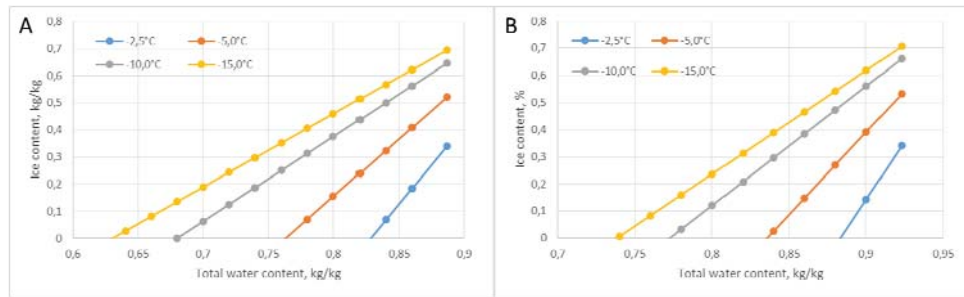 A
0,8
0,7
0,6
0,5
0,4
0,3
0,2
0,1
0
Ice content, kg/kg
-2,5°C
-5,0°C
-10,0°C
-15,0°C
0,6
0,65
0,7
0,75
0,8
0,85
0,9
Total water content, kg/kg
B
0,8
0,7
0,6
0,5
0,4
0,3
0,2
0,1
0
Ice content, %
-2,5°C
-5,0°C
-10,0°C
-15,0°C
0,7
0,75
0,8
0,85
0,9
0,95
Total water content, kg/kg